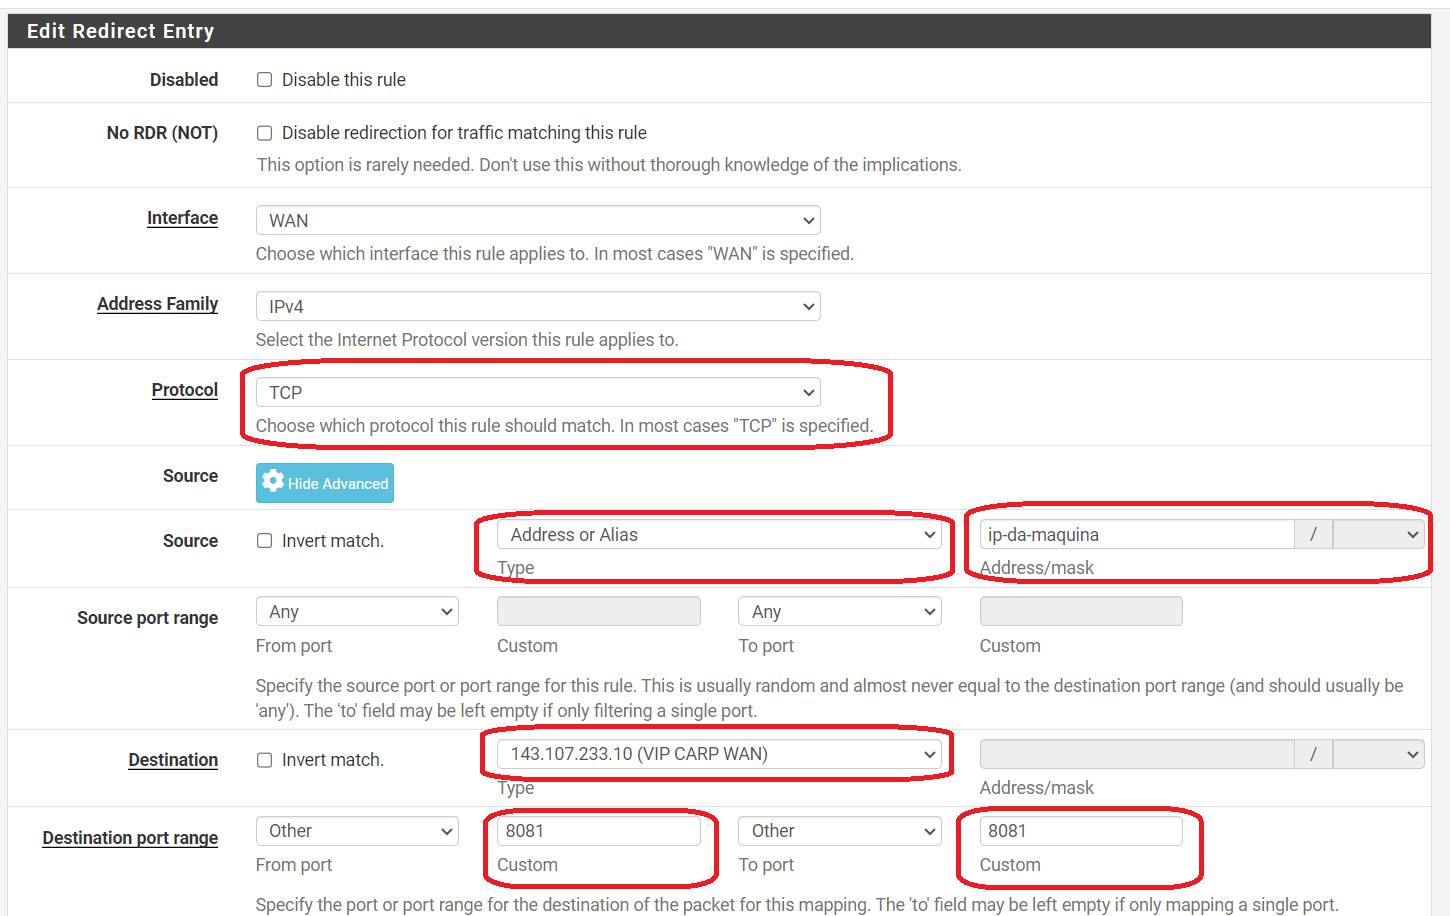 Edit Redirect Entry
Disabled
Disable this rule
No RDR (NOT)
Disable redirection for traffic matching this rule
This option is rarely needed. Don't use this without thorough knowledge of the implications.
Interface
WAN
Choose which interface this rule applies to. In most cases "WAN" is specified.
Address Family
IPv4
Select the Internet Protocol version this rule applies to.
Protocol
TCP
Choose which protocol this rule should match. In most cases "TCP" is specified.
Source
Hide Advanced
Source
Invert match.
Address or Alias
ip-da-maquina
/
Type
Address/mask
Source port range
Any
Any
From port
Custom
To port
Custom
Specify the source port or port range for this rule. This is usually random and almost never equal to the destination port range (and should usually be
'any'). The 'to' field may be left empty if only filtering a single port.
Destination
Invert match.
143.107.233.10 (VIP CARP WAN)
/
Type
Address/mask
Destination port range
Other
8081
Other
8081
From port
Custom
To port
Custom
Specify the port or port range for the destination of the packet for this mapping. The 'to' field may be left empty if only mapping a single port.